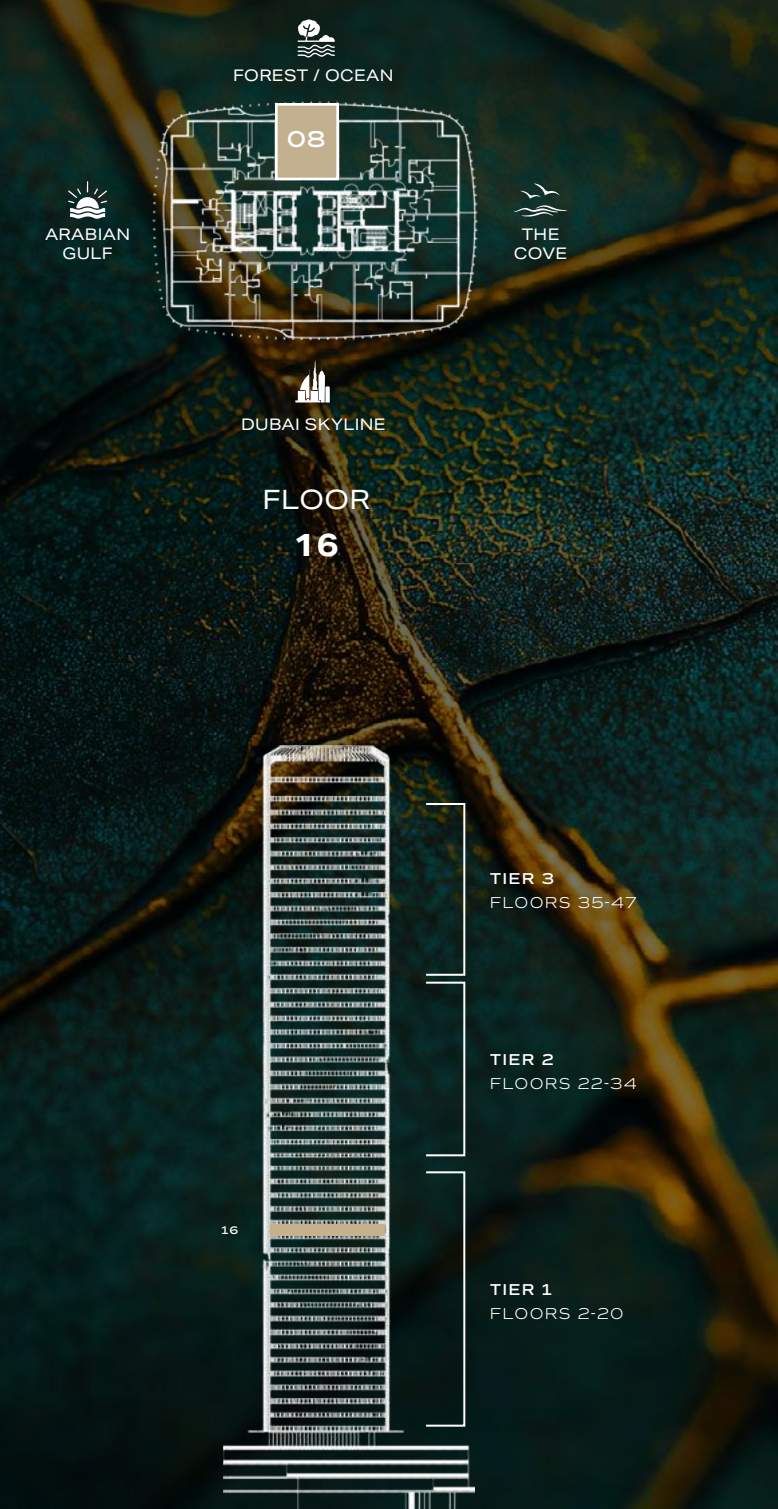 FOREST / OCEAN
08
ARABIAN
GULF
THE
COVE
DUBAI SKYLINE
FLOOR
16
TIER 3
FLOORS 35-47
TIER 2
FLOORS 22-34
16
TIER 1
FLOORS 2-20